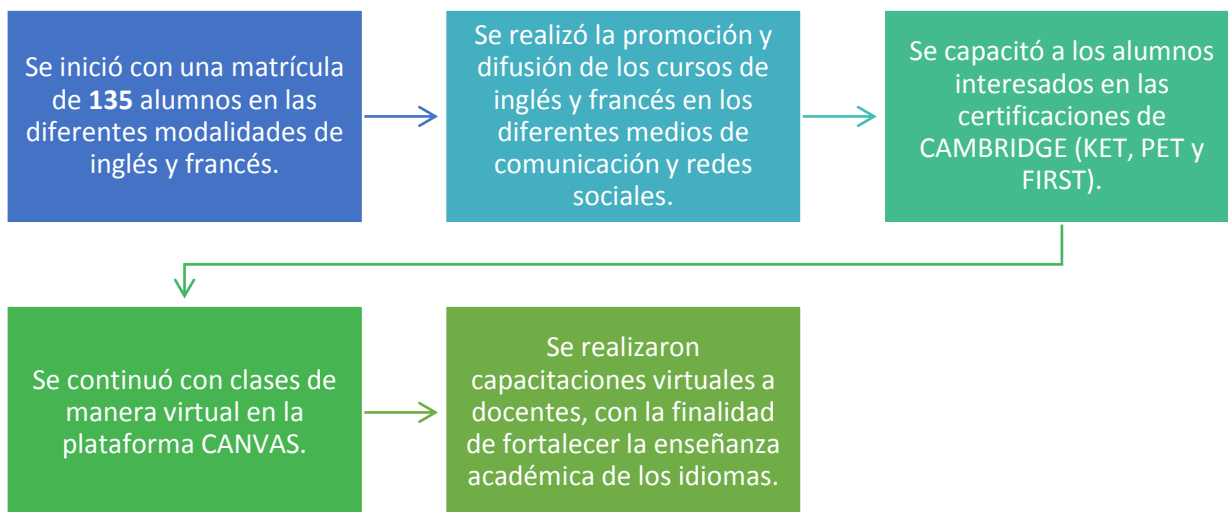 Se inició con una matrícula
de 135 alumnos en las
diferentes modalidades de
inglés y francés.
Se realizó la promoción y
difusión de los cursos de
inglés y francés en los
diferentes medios de
comunicación y redes
sociales.
Se capacitó a los alumnos
interesados en las
certificaciones de
CAMBRIDGE (KET, PET y
FIRST).
Se continuó con clases de
manera virtual en la
plataforma CANVAS.
Se realizaron
capacitaciones virtuales a
docentes, con la finalidad
de fortalecer la enseñanza
académica de los idiomas.